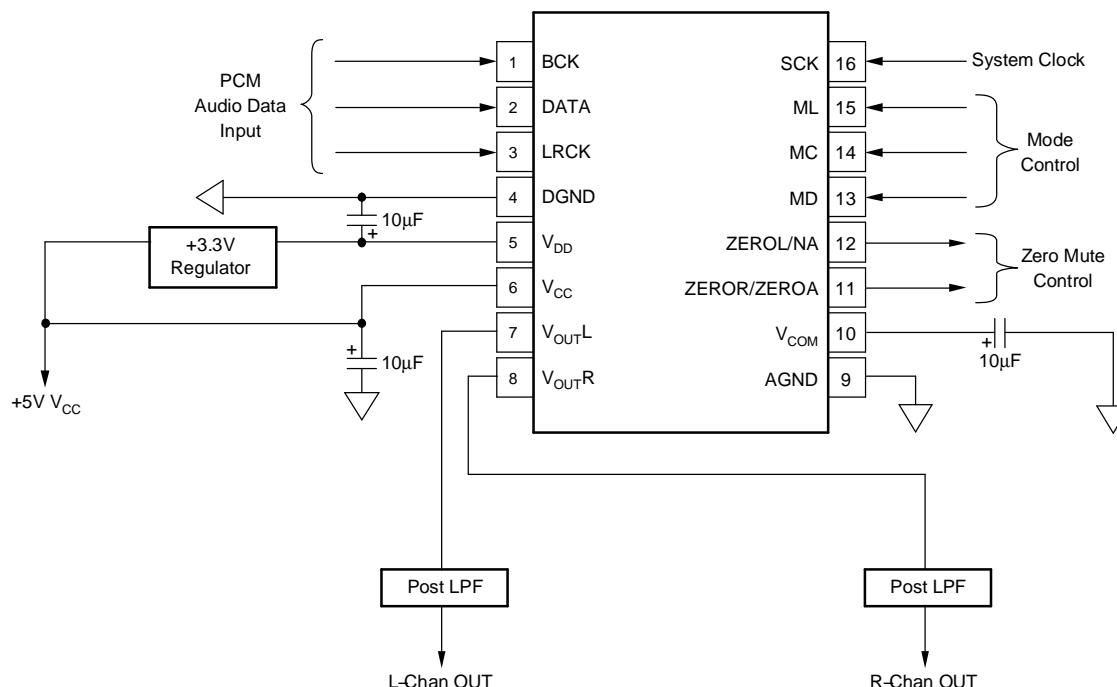 PCM
Audio Data
Input
1 BCK
2 DATA
3 LRCK
4 DGND
5 VDD
6 VCC
7 VOUTL
8 VOUTR
SCK 16
ML 15
MC 14
MD 13
ZEROL/NA 12
ZEROR/ZEROA 11
VCOM 10
AGND 9
System Clock
Mode
Control
Zero Mute
Control
10μF
+
+3.3V
Regulator
+
10μF
+5V VCC
+
10μF
Post LPF
L–Chan OUT
Post LPF
R–Chan OUT